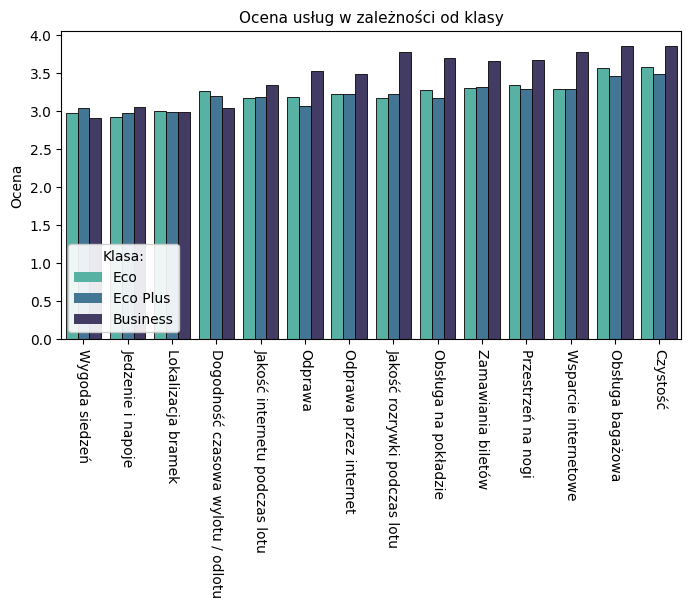 Ocena usług w zależności od klasy
Ocena
4.0
3.5
3.0
2.5
2.0
1.5
1.0
0.5
0.0
Klasa:
Eco
Eco Plus
Business
Wygoda siedzeń
Jedzenie i napoje
Lokalizacja bramek
Dogodność czasowa wylotu / odlotu
Jakość internetu podczas lotu
Odprawa
Odprawa przez internet
Jakość rozrywki podczas lotu
Obsługa na pokładzie
Zamawiania biletów
Przestrzeń na nogi
Wsparcie internetowe
Obsługa bagażowa
Czystość